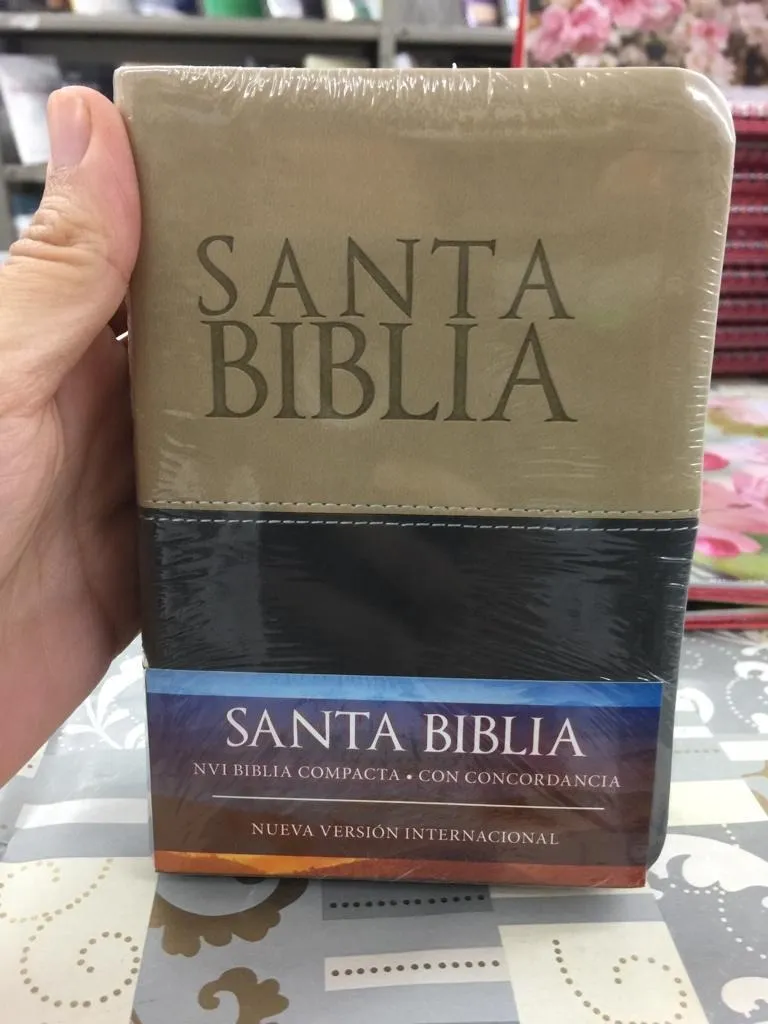 SANTA
BIBLIA
SANTA BIBLIA
NVI BIBLIA COMPACTA • CON CONCORDANCIA
NUEVA VERSIÓN INTERNACIONAL